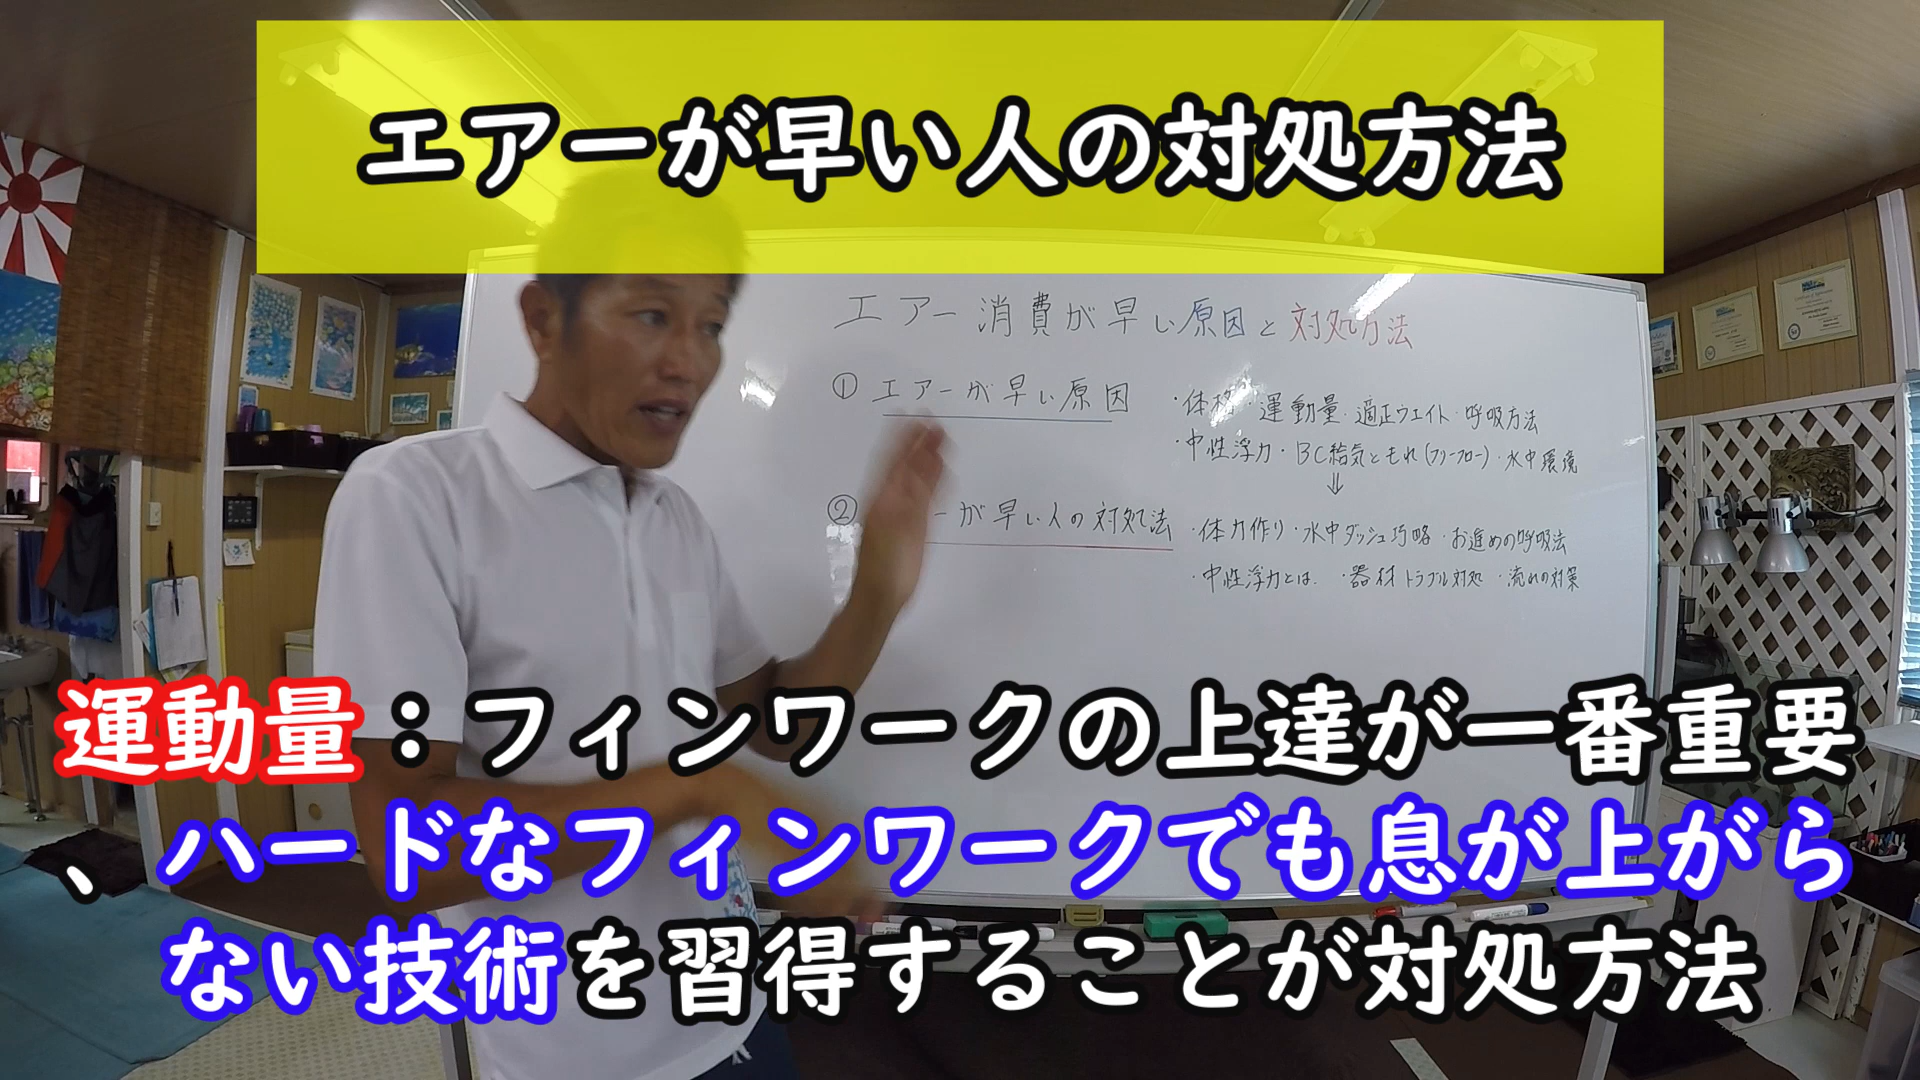 エアーが早い人の対処方法
エアー消費が早い原因と対処方法
① エアーが早い原因
・体格・運動量・適正ウエイト・呼吸方法
・中性浮力・BC給気ともれ(フリーフロー)・水中環境
⇓
② ーが早い人の対処法
・体力作り・水中ダッシュ巧略・お進めの呼吸法
・中性浮力とは ・器材トラブル対処 ・流れの対策
運動量：フィンワークの上達が一番重要
、ハードなフィンワークでも息が上がら
ない技術を習得することが対処方法